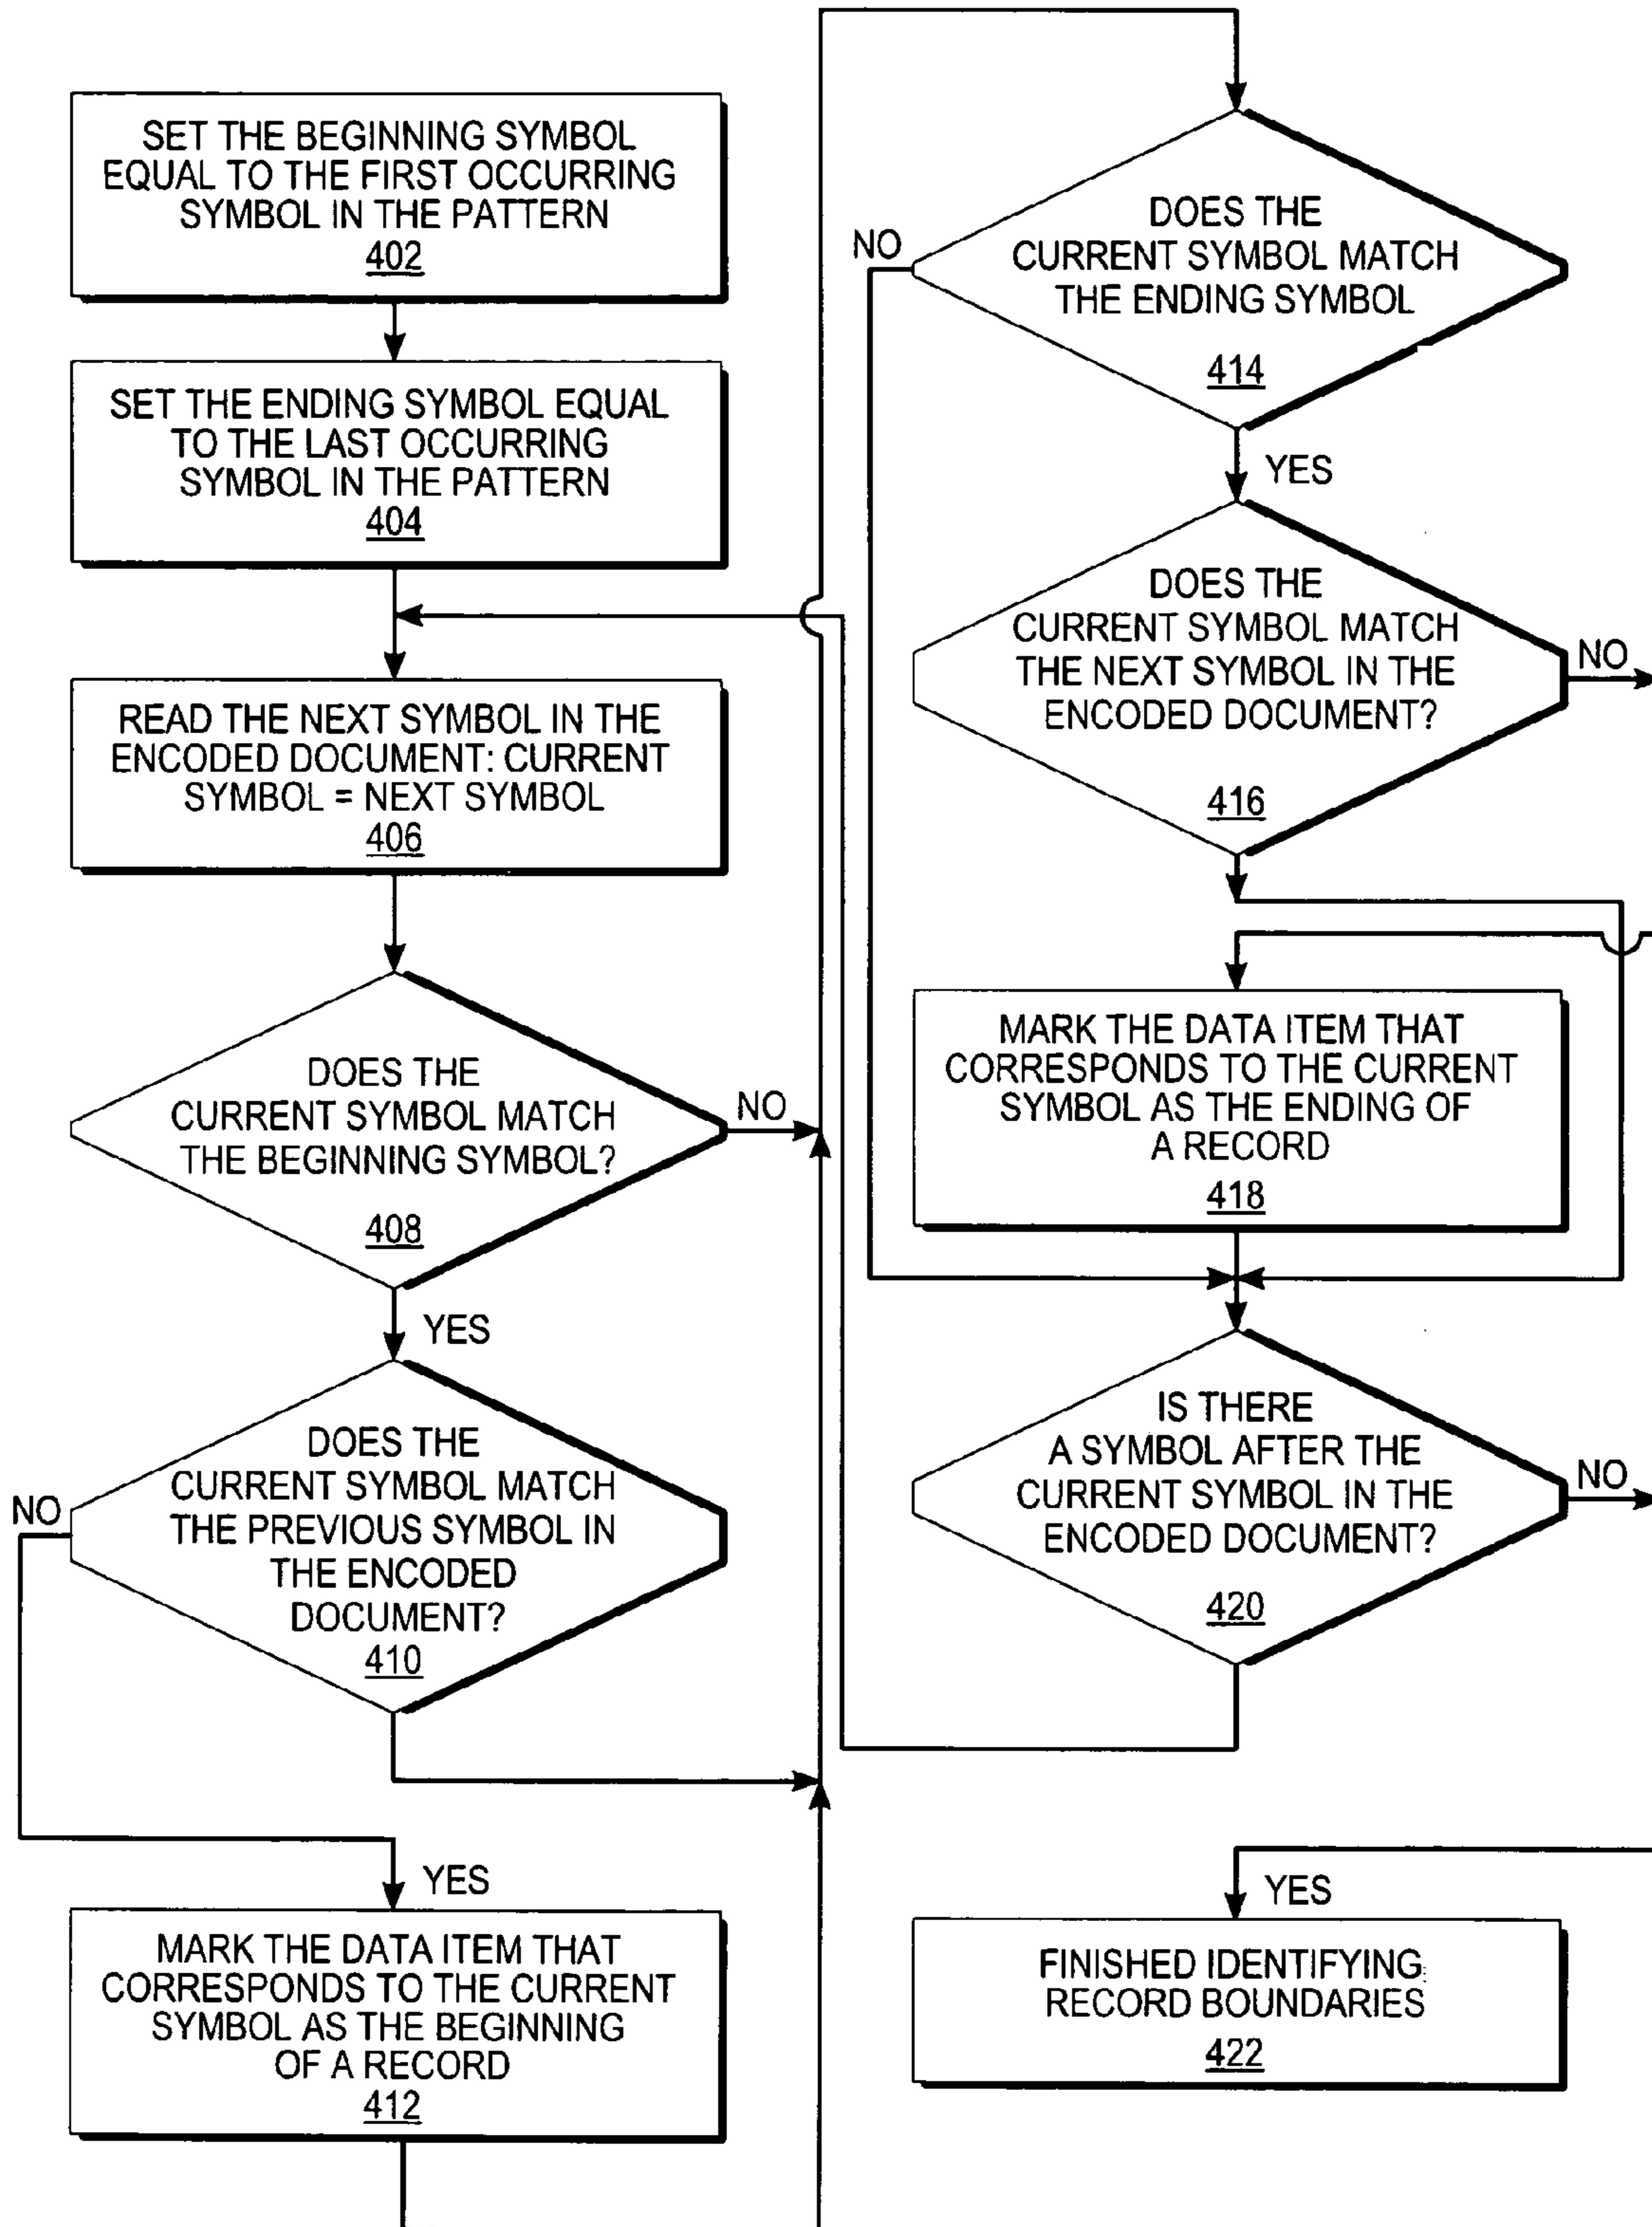 SET THE BEGINNING SYMBOL
EQUAL TO THE FIRST OCCURRING
SYMBOL IN THE PATTERN
402
SET THE ENDING SYMBOL EQUAL
TO THE LAST OCCURRING
SYMBOL IN THE PATTERN
404
READ THE NEXT SYMBOL IN THE
ENCODED DOCUMENT: CURRENT
SYMBOL = NEXT SYMBOL
406
DOES THE
CURRENT SYMBOL MATCH
THE BEGINNING SYMBOL?
408
NO
YES
DOES THE
CURRENT SYMBOL MATCH
THE PREVIOUS SYMBOL IN
THE ENCODED
DOCUMENT?
410
NO
YES
MARK THE DATA ITEM THAT
CORRESPONDS TO THE CURRENT
SYMBOL AS THE BEGINNING
OF A RECORD
412
DOES THE
CURRENT SYMBOL MATCH
THE ENDING SYMBOL
414
NO
YES
DOES THE
CURRENT SYMBOL MATCH
THE NEXT SYMBOL IN THE
ENCODED DOCUMENT?
416
NO
MARK THE DATA ITEM THAT
CORRESPONDS TO THE CURRENT
SYMBOL AS THE ENDING OF
A RECORD
418
IS THERE
A SYMBOL AFTER THE
CURRENT SYMBOL IN THE
ENCODED DOCUMENT?
420
NO
YES
FINISHED IDENTIFYING
RECORD BOUNDARIES
422